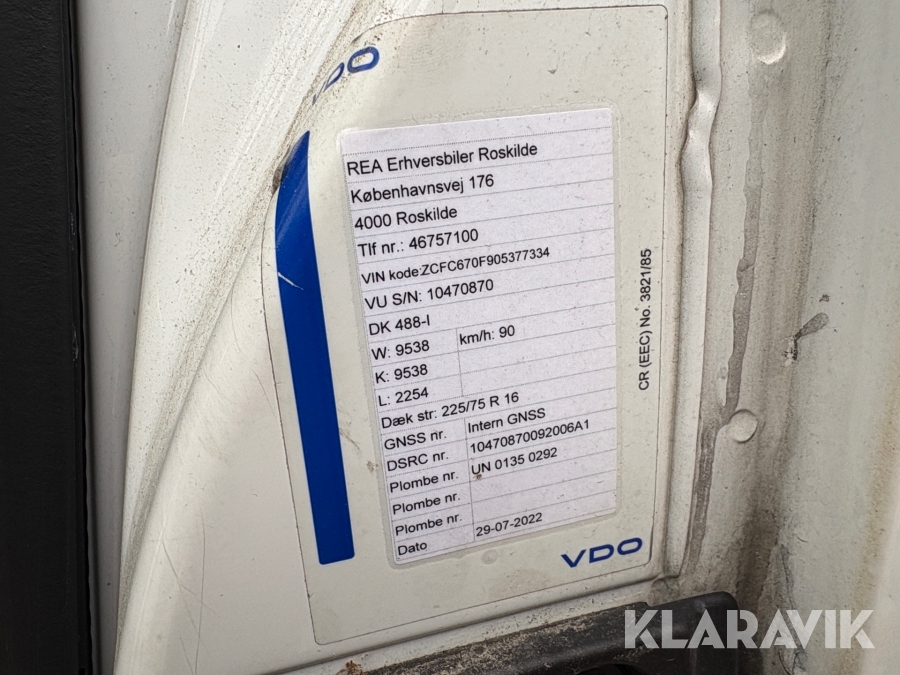 VDO
REA Erhversbiler Roskilde
Københavnsvej 176
4000 Roskilde
Tlf nr.: 46757100
VIN kode:ZCFC670F905377334
VU S/N: 10470870
DK 488-I
W: 9538 km/h: 90
K: 9538
L: 2254
Dæk str: 225/75 R 16
GNSS nr. Intern GNSS
DSRC nr. 10470870092006A1
Plombe nr. UN 0135 0292
Plombe nr.
Plombe nr.
Dato 29-07-2022
CR (EEC) No. 3821/85
VDO
KLARAVIK